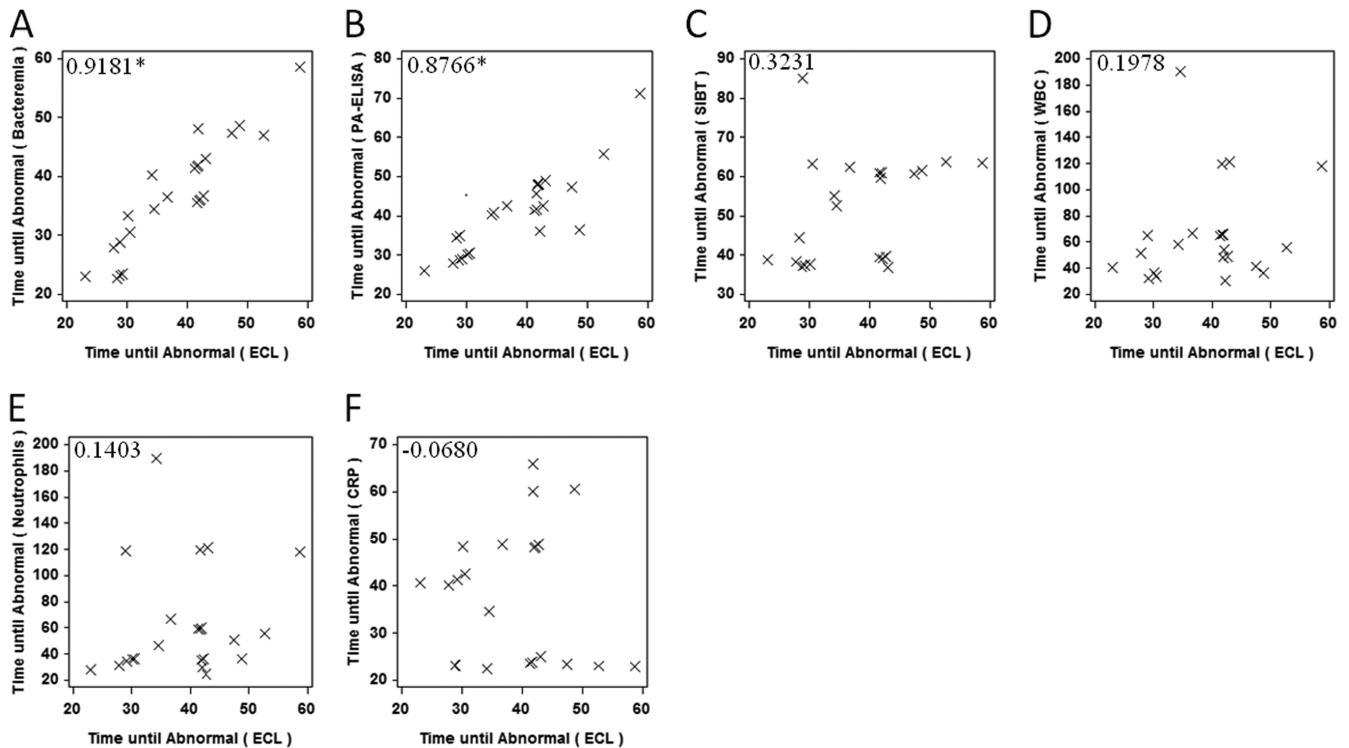 A
B
C
D
TIme until Abnormal ( Bacteremia )
60
50
40
30
20
0.9181*
20 30 40 50 60
Time until Abnormal ( ECL )
TIme until Abnormal ( PA-ELISA )
80
70
60
50
40
30
20
0.8766*
20 30 40 50 60
Time until Abnormal ( ECL )
TIme until Abnormal ( SIBT )
90
80
70
60
50
40
30
0.3231
20 30 40 50 60
Time until Abnormal ( ECL )
TIme until Abnormal ( WBC )
200
180
160
140
120
100
80
60
40
20
0.1978
20 30 40 50 60
Time until Abnormal ( ECL )
E
F
TIme until Abnormal ( Neutrophils )
200
180
160
140
120
100
80
60
40
20
0.1403
20 30 40 50 60
Time until Abnormal ( ECL )
TIme until Abnormal ( CRP )
70
60
50
40
30
20
-0.0680
20 30 40 50 60
Time until Abnormal ( ECL )